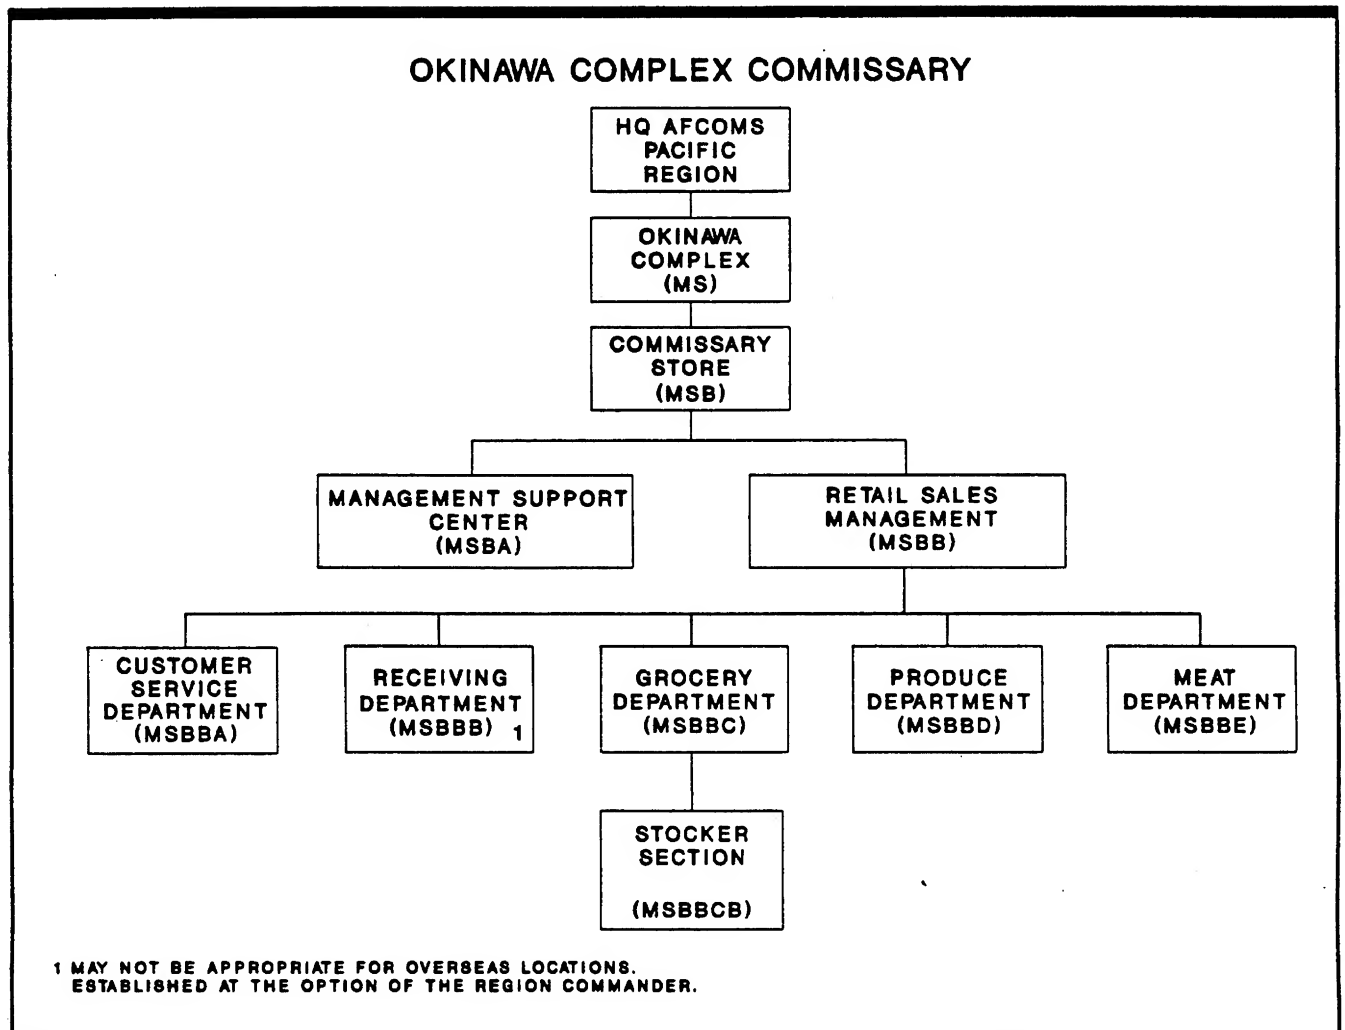 OKINAWA COMPLEX COMMISSARY
HQ AFCOMS
PACIFIC
REGION
OKINAWA
COMPLEX
(MS)
COMMISSARY
STORE
(MSB)
MANAGEMENT SUPPORT
CENTER
(MSBA)
RETAIL SALES
MANAGEMENT
(MSBB)
CUSTOMER
SERVICE
DEPARTMENT
(MSBBA)
RECEIVING
DEPARTMENT
(MSBBB) 1
GROCERY
DEPARTMENT
(MSBBC)
PRODUCE
DEPARTMENT
(MSBBD)
MEAT
DEPARTMENT
(MSBBE)
STOCKER
SECTION
(MSBBCB)
1 MAY NOT BE APPROPRIATE FOR OVERSEAS LOCATIONS.
ESTABLISHED AT THE OPTION OF THE REGION COMMANDER.